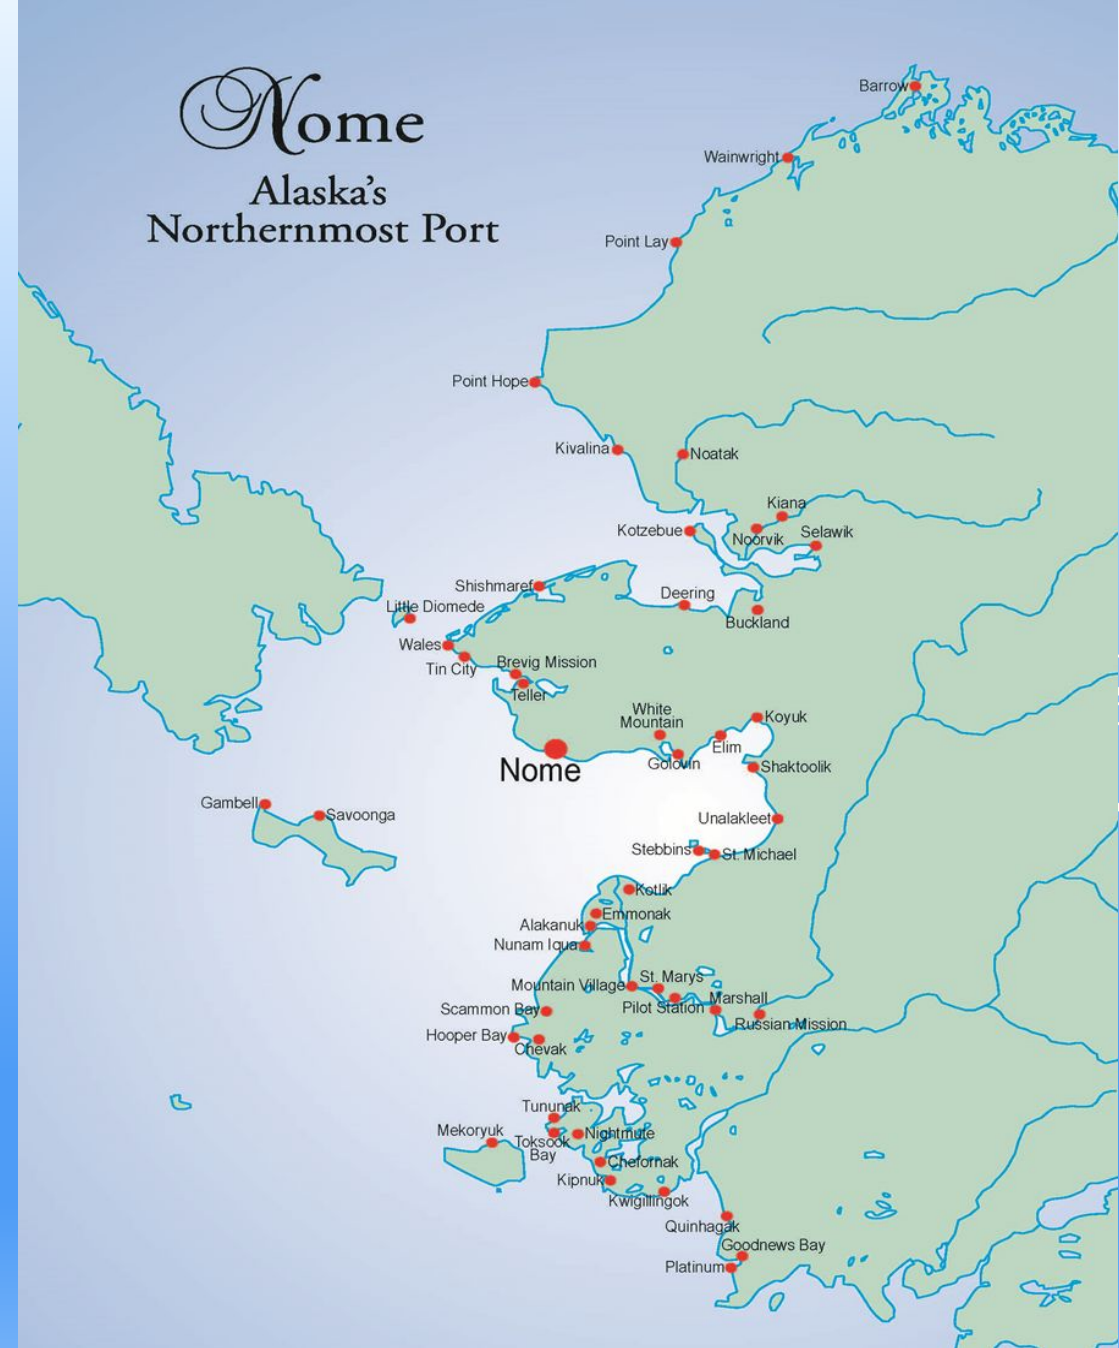 Nome
Alaska's
Northernmost Port
Barrow
Wainwright
Point Lay
Point Hope
Kivalina
Noatak
Kiana
Kotzebue
Noorvik
Selawik
Shishmaref
Deering
Little Diomede
Buckland
Wales
Tin City
Brevig Mission
Teller
White
Mountain
Koyuk
Elim
Golovin
Shaktoolik
Nome
Gambell
Savoonga
Unalakleet
Stebbins
St. Michael
Kotlik
Emmonak
Alakanuk
Nunam Iqua
St. Marys
Mountain Village
Pilot Station
Marshall
Scammon Bay
Russian Mission
Hooper Bay
Chevak
Tununak
Mekoryuk
Toksook
Bay
Nightmute
Chefornak
Kipnuk
Kwigillingok
Quinhagak
Goodnews Bay
Platinum